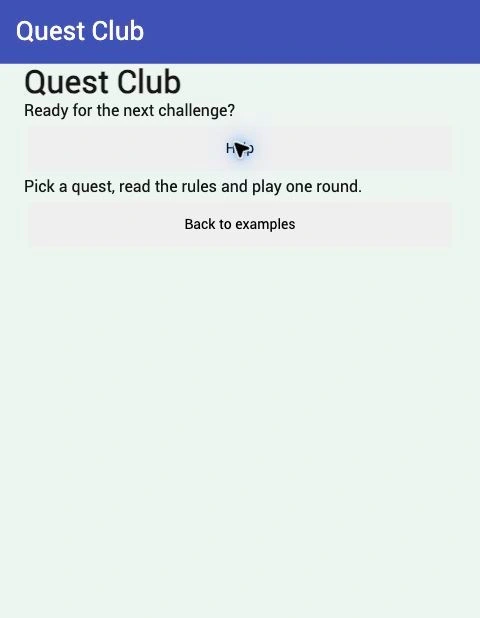 Quest Club
Quest Club
Ready for the next challenge?
Help
Pick a quest, read the rules and play one round.
Back to examples